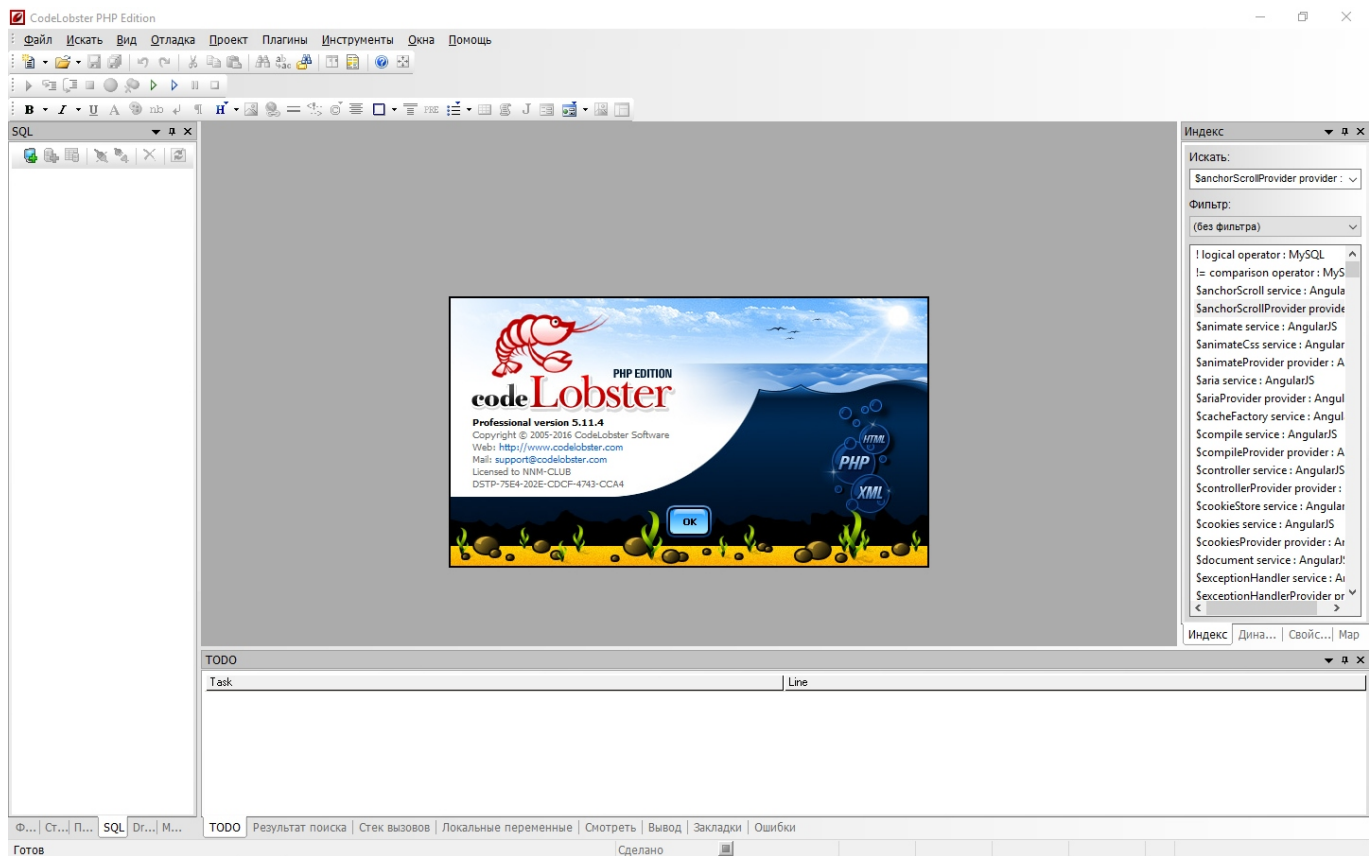 CodeLobster PHP Edition
Файл Искать Вид Отладка Проект Плагины Инструменты Окна Помощь
B I U A nb ¶ H PRE J
SQL
Индекс
Искать:
$anchorScrollProvider provider :
Фильтр:
(без фильтра)
! logical operator : MySQL
!= comparison operator : MyS
$anchorScroll service : Angula
$anchorScrollProvider provide
$animate service : AngularJS
$animateCss service : Angular
$animateProvider provider : A
$aria service : AngularJS
$ariaProvider provider : Angul
$cacheFactory service : Angul
$compile service : AngularJS
$compileProvider provider : A
$controller service : AngularJS
$controllerProvider provider :
$cookieStore service : Angular
$cookies service : AngularJS
$cookiesProvider provider : Ar
$document service : AngularJ
$exceptionHandler service : A
$exceptionHandlerProvider pr
Индекс Дина... Свойс... Map
PHP EDITION
codeLobster
Professional version 5.11.4
Copyright © 2005-2016 CodeLobster Software
Web: http://www.codelobster.com
Mail: support@codelobster.com
Licensed to NNM-CLUB
DSTP-75E4-202E-CDCF-4743-CCA4
HTML
PHP
XML
OK
TODO
Task Line
Ф... Ст... П... SQL Dr... М...
TODO Результат поиска Стек вызовов Локальные переменные Смотреть Вывод Закладки Ошибки
Готов Сделано